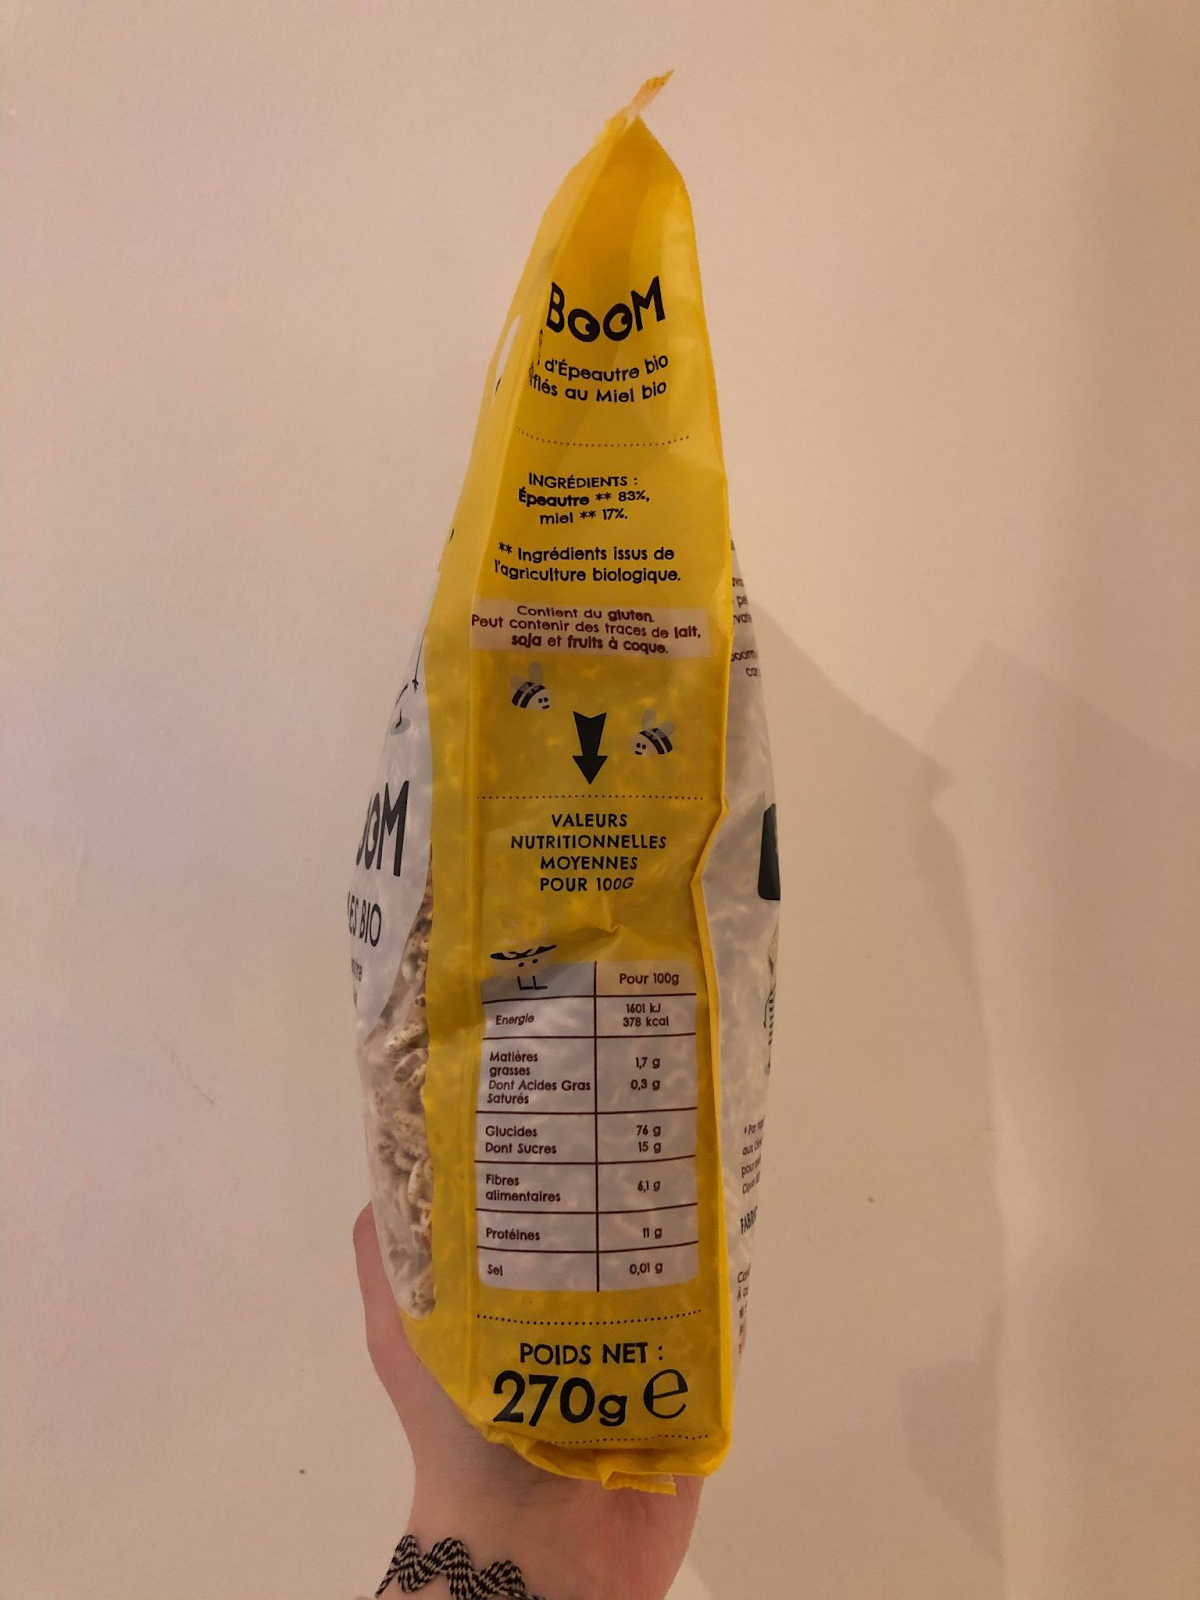 BOOM
d'Épeautre bio
au Miel bio
INGRÉDIENTS :
Épeautre ** 83%,
miel ** 17%.
** Ingrédients issus de
l'agriculture biologique.
Contient du gluten.
Peut contenir des traces de lait,
soja et fruits à coque.
VALEURS
NUTRITIONNELLES
MOYENNES
POUR 100G
Pour 100g
Energie 1601 kJ
378 kcal
Matières
grasses 1,7 g
Dont Acides Gras 0,3 g
Saturés
Glucides 76 g
Dont Sucres 15 g
Fibres
alimentaires 6,1 g
Protéines 11 g
Sel 0,01 g
POIDS NET :
270g e
BIO